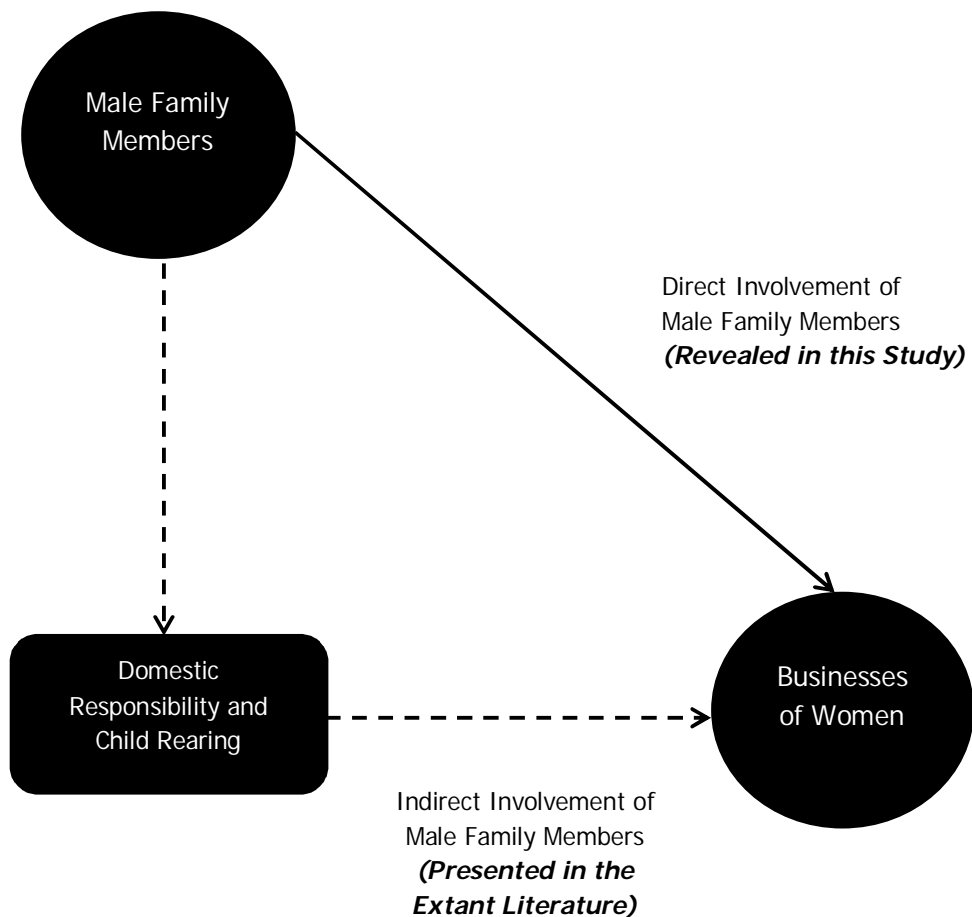 Male Family
Members
Direct Involvement of
Male Family Members
(Revealed in this Study)
Domestic
Responsibility and
Child Rearing
Businesses
of Women
Indirect Involvement of
Male Family Members
(Presented in the
Extant Literature)